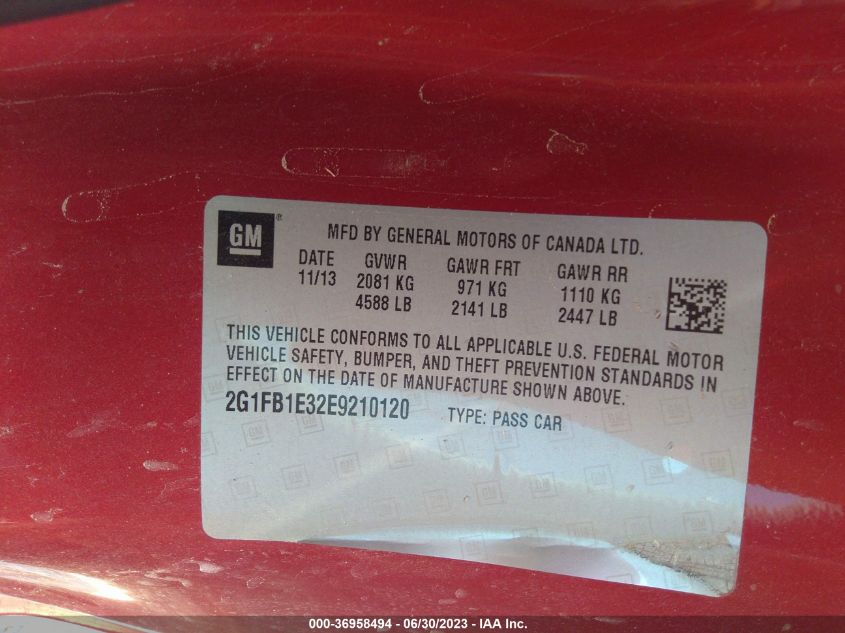 GM ®
MFD BY GENERAL MOTORS OF CANADA LTD.
DATE GVWR GAWR FRT GAWR RR
11/13 2081 KG 971 KG 1110 KG
4588 LB 2141 LB 2447 LB
THIS VEHICLE CONFORMS TO ALL APPLICABLE U.S. FEDERAL MOTOR
VEHICLE SAFETY, BUMPER, AND THEFT PREVENTION STANDARDS IN
EFFECT ON THE DATE OF MANUFACTURE SHOWN ABOVE.
2G1FB1E32E9210120 TYPE: PASS CAR
000-36958494 - 06/30/2023 - IAA Inc.